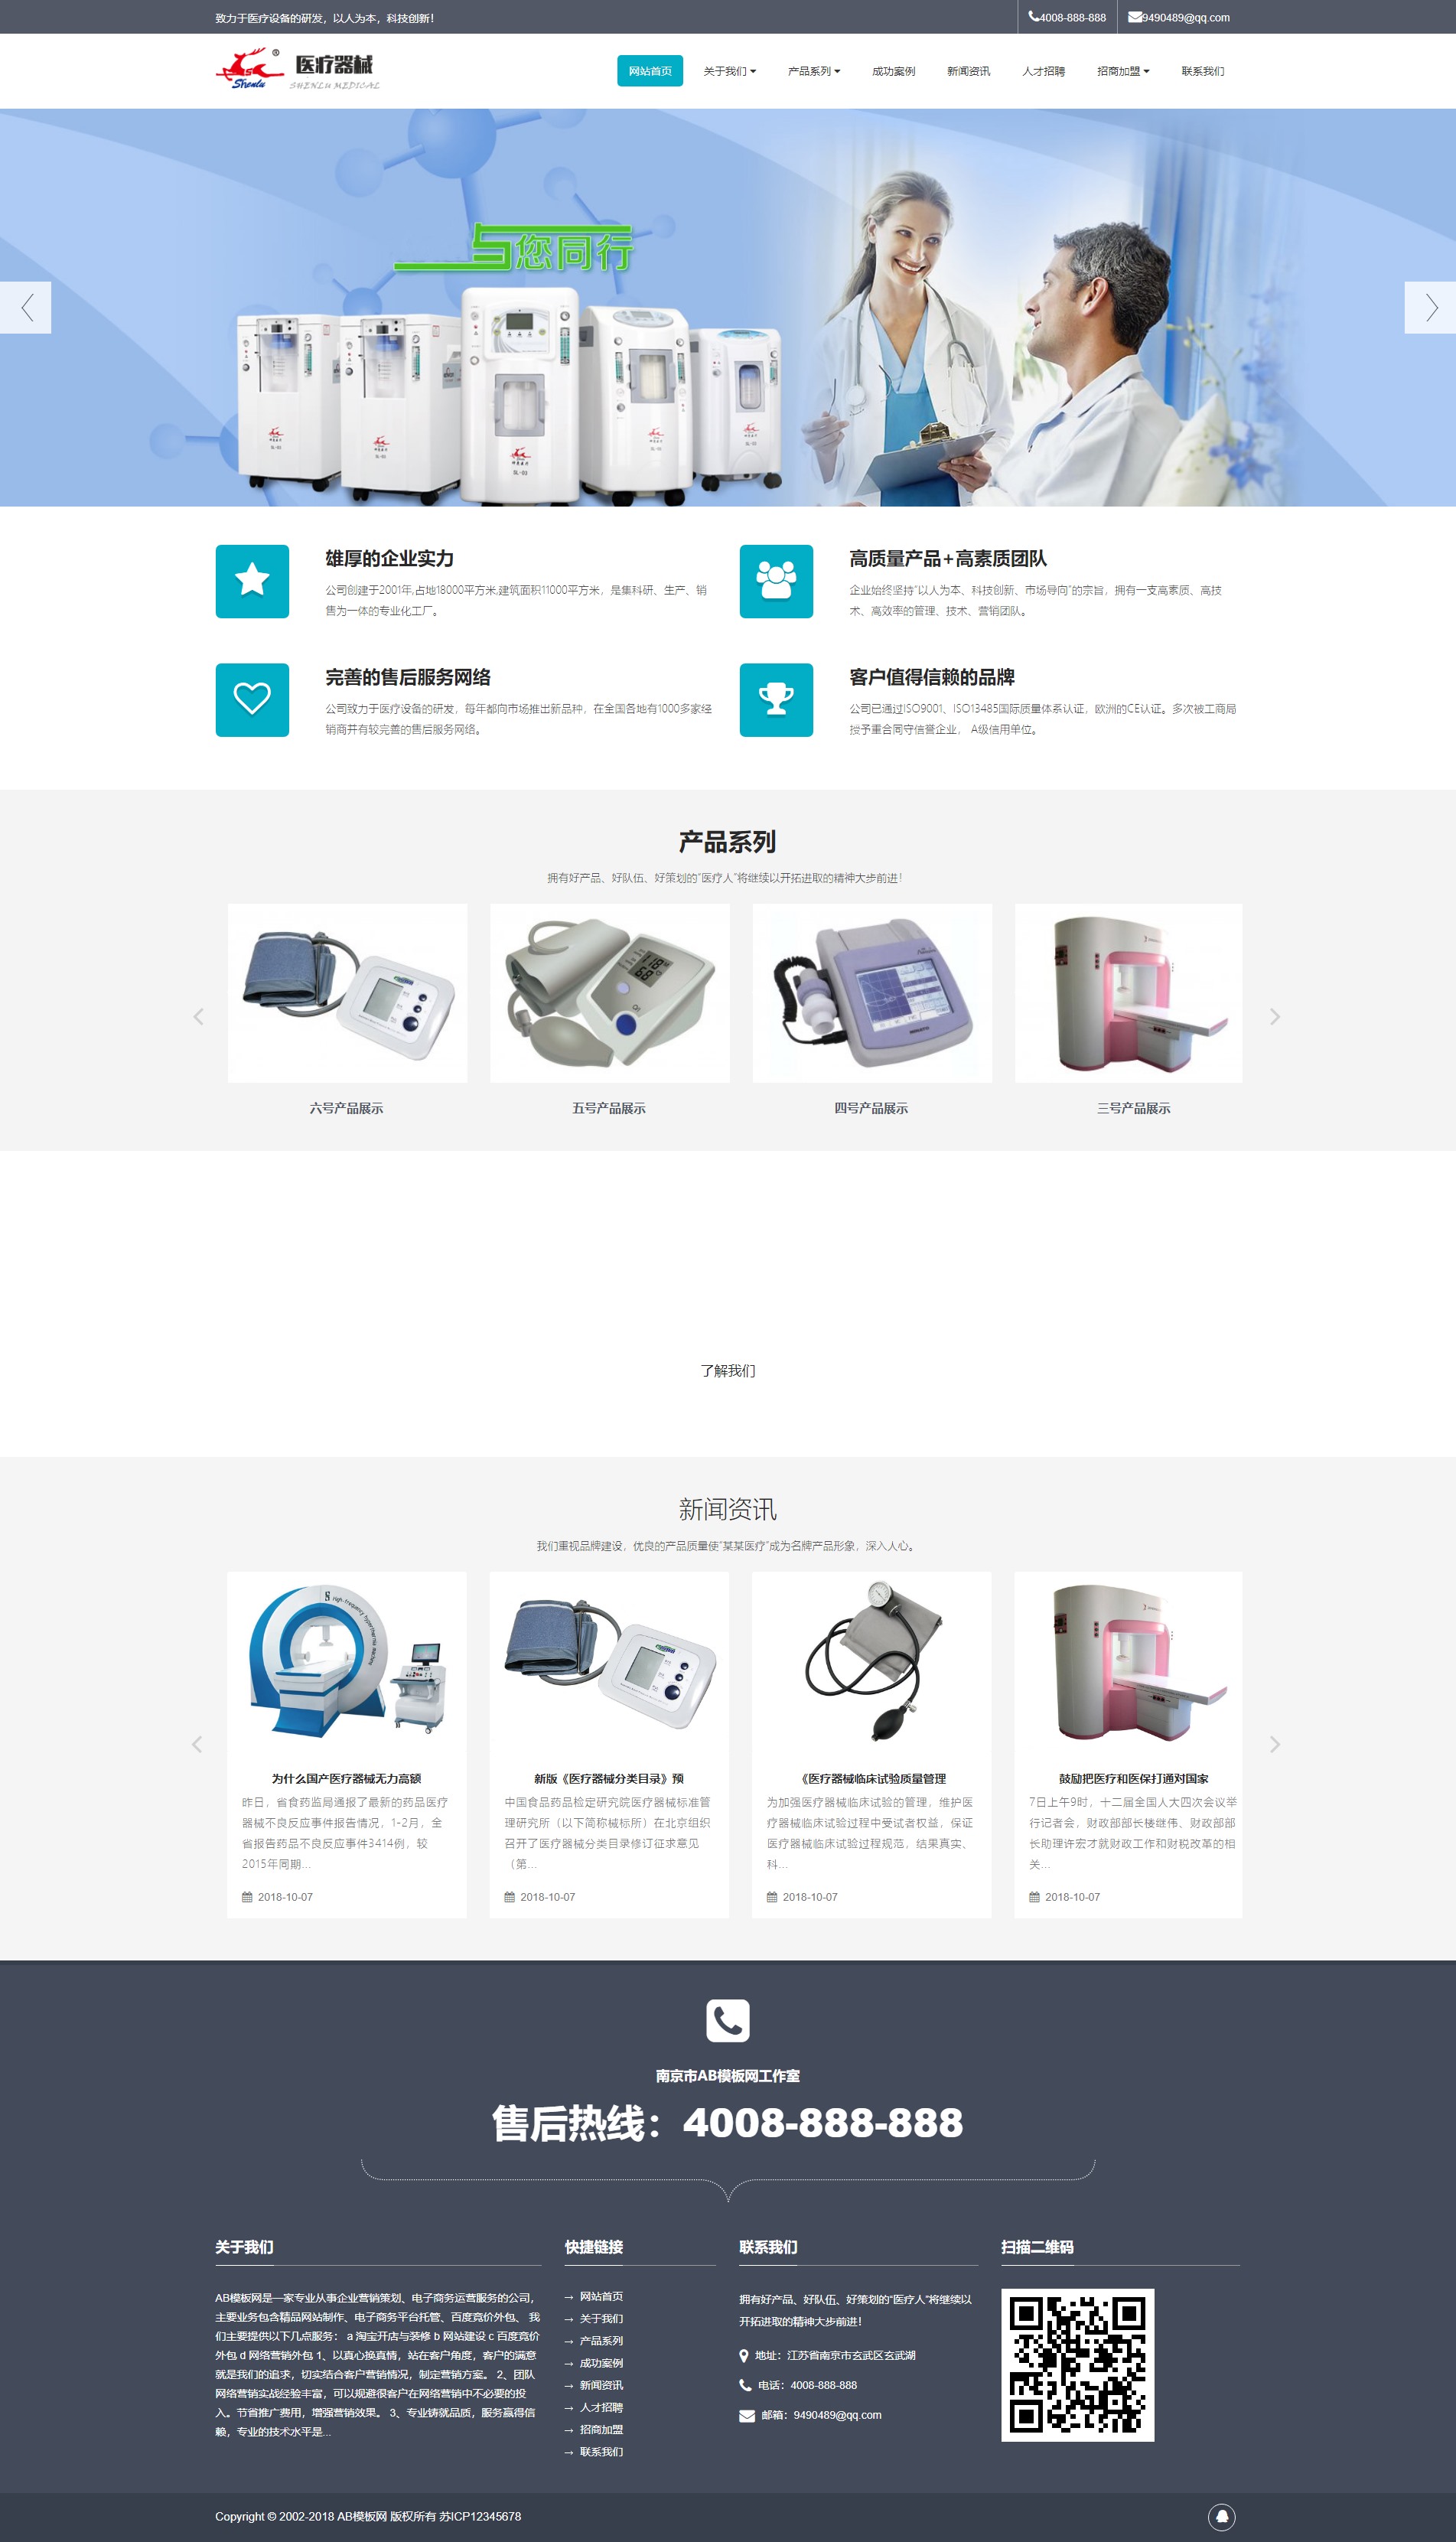 致力于医疗设备的研发，以人为本，科技创新！
4008-888-888
9490489@qq.com
Shenlu
®
医疗器械
SHENLU MEDICAL
网站首页
关于我们
产品系列
成功案例
新闻资讯
人才招聘
招商加盟
联系我们
与您同行
雄厚的企业实力
公司创建于2001年,占地18000平方米,建筑面积11000平方米，是集科研、生产、销
售为一体的专业化工厂。
高质量产品+高素质团队
企业始终坚持“以人为本、科技创新、市场导向”的宗旨，拥有一支高素质、高技
术、高效率的管理、技术、营销团队。
完善的售后服务网络
公司致力于医疗设备的研发，每年都向市场推出新品种，在全国各地有1000多家经
销商并有较完善的售后服务网络。
客户值得信赖的品牌
公司已通过ISO9001、ISO13485国际质量体系认证，欧洲的CE认证。多次被工商局
授予重合同守信誉企业， A级信用单位。
产品系列
拥有好产品、好队伍、好策划的“医疗人”将继续以开拓进取的精神大步前进！
六号产品展示
五号产品展示
四号产品展示
三号产品展示
了解我们
新闻资讯
我们重视品牌建设，优良的产品质量使“某某医疗”成为名牌产品形象，深入人心。
为什么国产医疗器械无力高额
昨日，省食药监局通报了最新的药品医疗
器械不良反应事件报告情况，1-2月，全
省报告药品不良反应事件3414例，较
2015年同期...
2018-10-07
新版《医疗器械分类目录》预
中国食品药品检定研究院医疗器械标准管
理研究所（以下简称械标所）在北京组织
召开了医疗器械分类目录修订征求意见
（第...
2018-10-07
《医疗器械临床试验质量管理
为加强医疗器械临床试验的管理，维护医
疗器械临床试验过程中受试者权益，保证
医疗器械临床试验过程规范，结果真实、
科...
2018-10-07
鼓励把医疗和医保打通对国家
7日上午9时，十二届全国人大四次会议举
行记者会，财政部部长楼继伟、财政部部
长助理许宏才就财政工作和财税改革的相
关...
2018-10-07
南京市AB模板网工作室
售后热线：4008-888-888
关于我们
AB模板网是一家专业从事企业营销策划、电子商务运营服务的公司，
主要业务包含精品网站制作、电子商务平台托管、百度竞价外包、 我
们主要提供以下几点服务： a 淘宝开店与装修 b 网站建设 c 百度竞价
外包 d 网络营销外包 1、以真心换真情，站在客户角度，客户的满意
就是我们的追求，切实结合客户营销情况，制定营销方案。 2、团队
网络营销实战经验丰富，可以规避很客户在网络营销中不必要的投
入。节省推广费用，增强营销效果。 3、专业铸就品质，服务赢得信
赖，专业的技术水平是...
快捷链接
→ 网站首页
→ 关于我们
→ 产品系列
→ 成功案例
→ 新闻资讯
→ 人才招聘
→ 招商加盟
→ 联系我们
联系我们
拥有好产品、好队伍、好策划的“医疗人”将继续以
开拓进取的精神大步前进！
地址：江苏省南京市玄武区玄武湖
电话：4008-888-888
邮箱：9490489@qq.com
扫描二维码
Copyright © 2002-2018 AB模板网 版权所有 苏ICP12345678